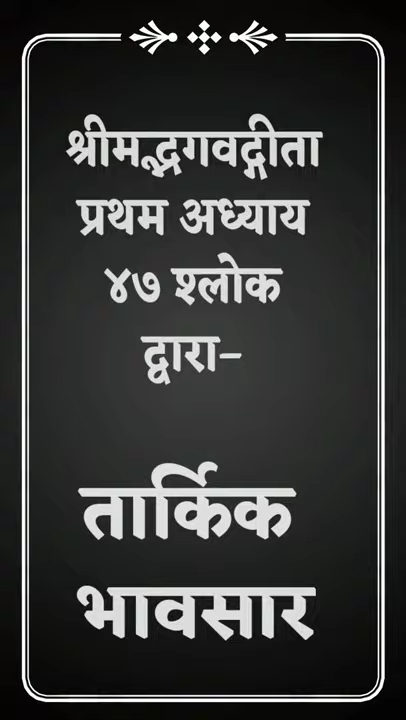 श्रीमद्भगवद्गीता
प्रथम अध्याय
४७ श्लोक
द्वारा–
तार्किक
भावसार